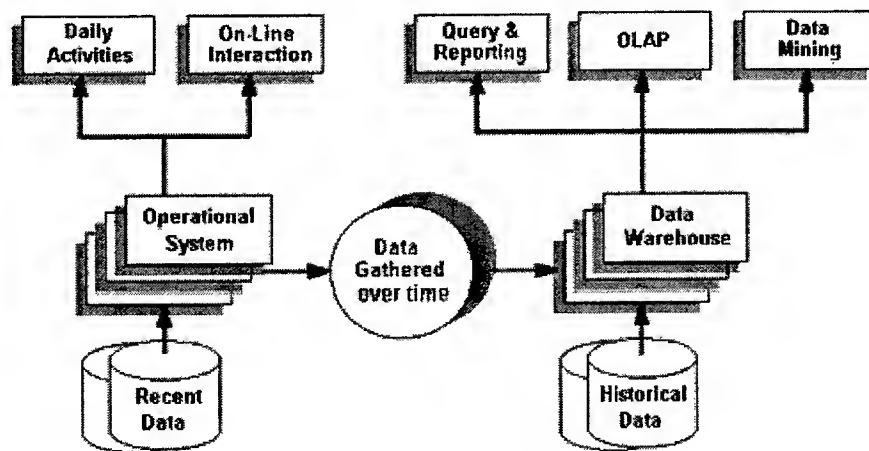 Daily
Activities
On-Line
Interaction
Query &
Reporting
OLAP
Data
Mining
Operational
System
Data
Gathered
over time
Data
Warehouse
Recent
Data
Historical
Data